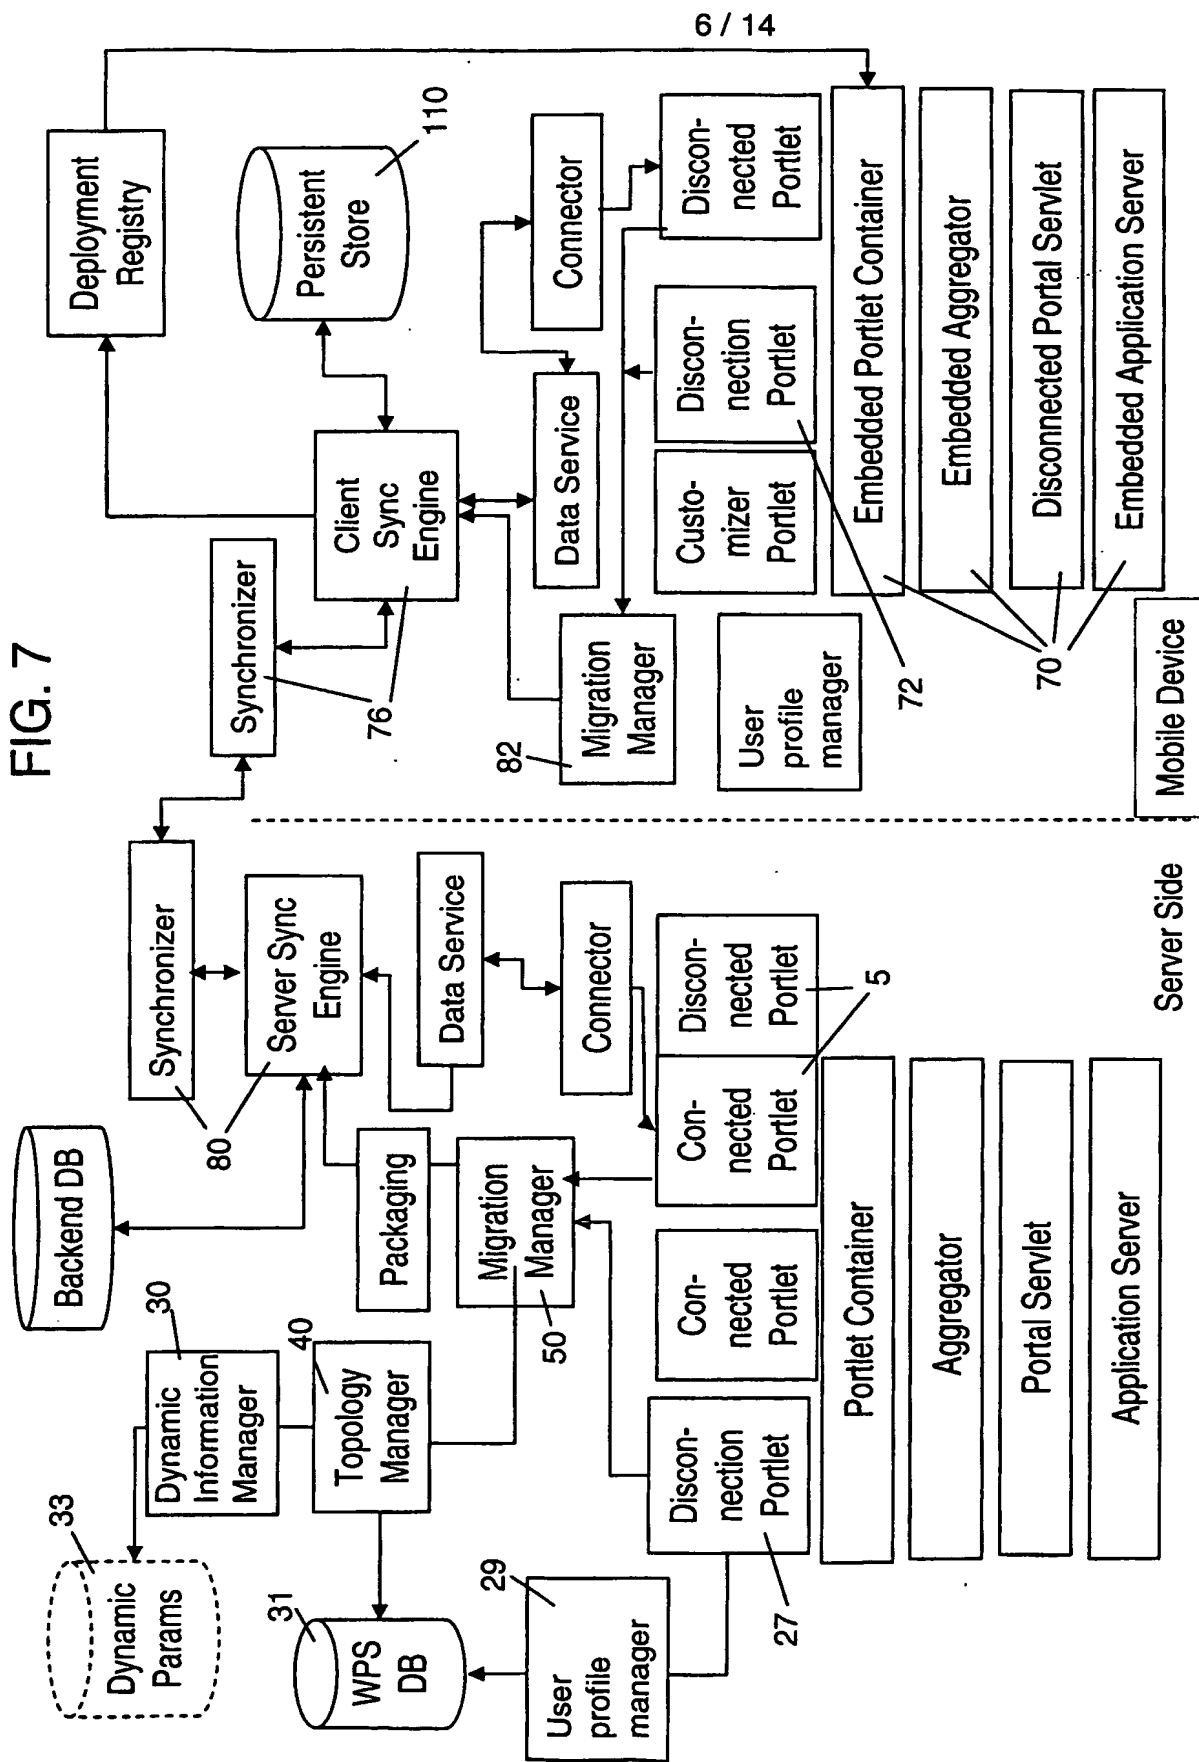 6 / 14
FIG. 7
Dynamic
Params
33
Dynamic
Information
Manager
30
Backend DB
Synchronizer
Synchronizer
Deployment
Registry
WPS
DB
31
Topology
Manager
40
Packaging
80
Server Sync
Engine
76
Client
Sync
Engine
Persistent
Store
110
User
profile
manager
29
Migration
Manager
50
Data Service
Connector
82
Migration
Manager
Data Service
Connector
Discon-
nection
Portlet
27
Con-
nected
Portlet
Con-
nected
Portlet
Discon-
nected
Portlet
5
User
profile
manager
Custo-
mizer
Portlet
Discon-
nection
Portlet
72
Discon-
nected
Portlet
Portlet Container
Aggregator
Portal Servlet
Application Server
Embedded Portlet Container
Embedded Aggregator
Disconnected Portal Servlet
Embedded Application Server
70
Server Side
Mobile Device